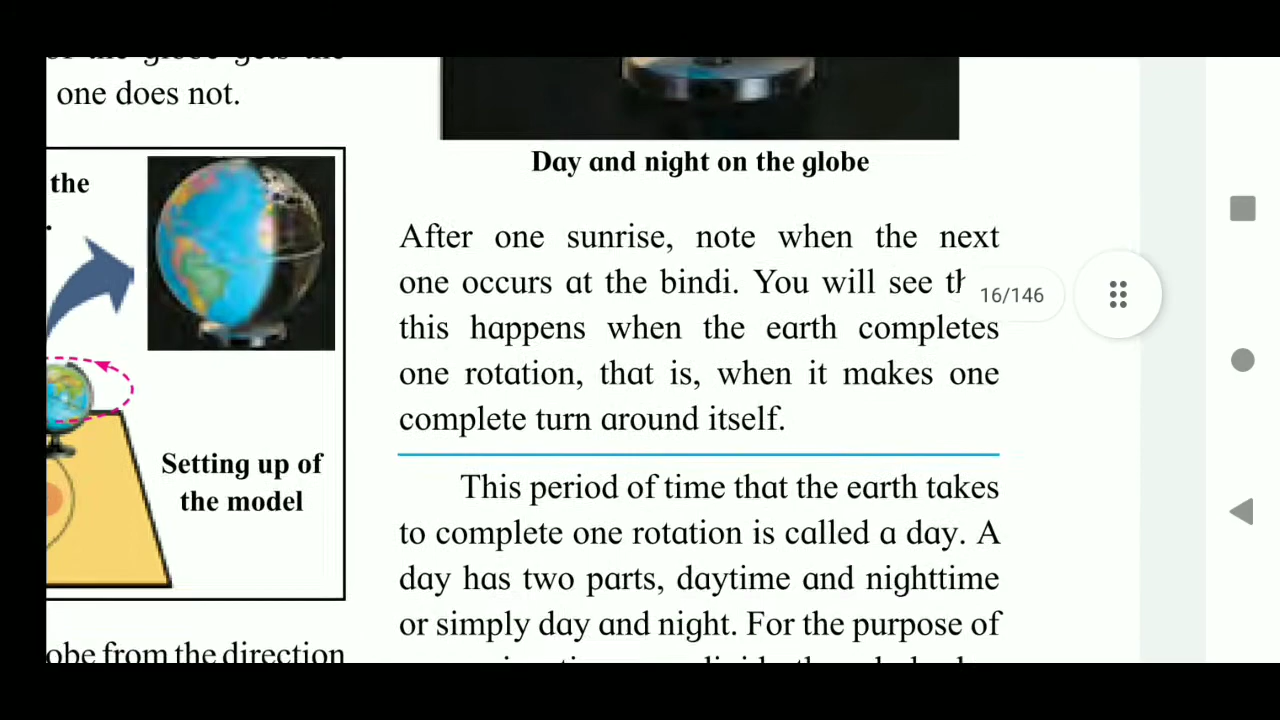 one does not.
the
.
Setting up of
the model
obe from the direction
Day and night on the globe
After one sunrise, note when the next
one occurs at the bindi. You will see
this happens when the earth completes
one rotation, that is, when it makes one
complete turn around itself.
This period of time that the earth takes
to complete one rotation is called a day. A
day has two parts, daytime and nighttime
or simply day and night. For the purpose of
16/146